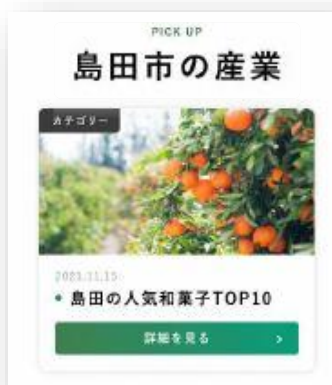 PICK UP
島田市の産業
カテゴリー
2023.11.15
島田の人気和菓子TOP10
詳細を見る